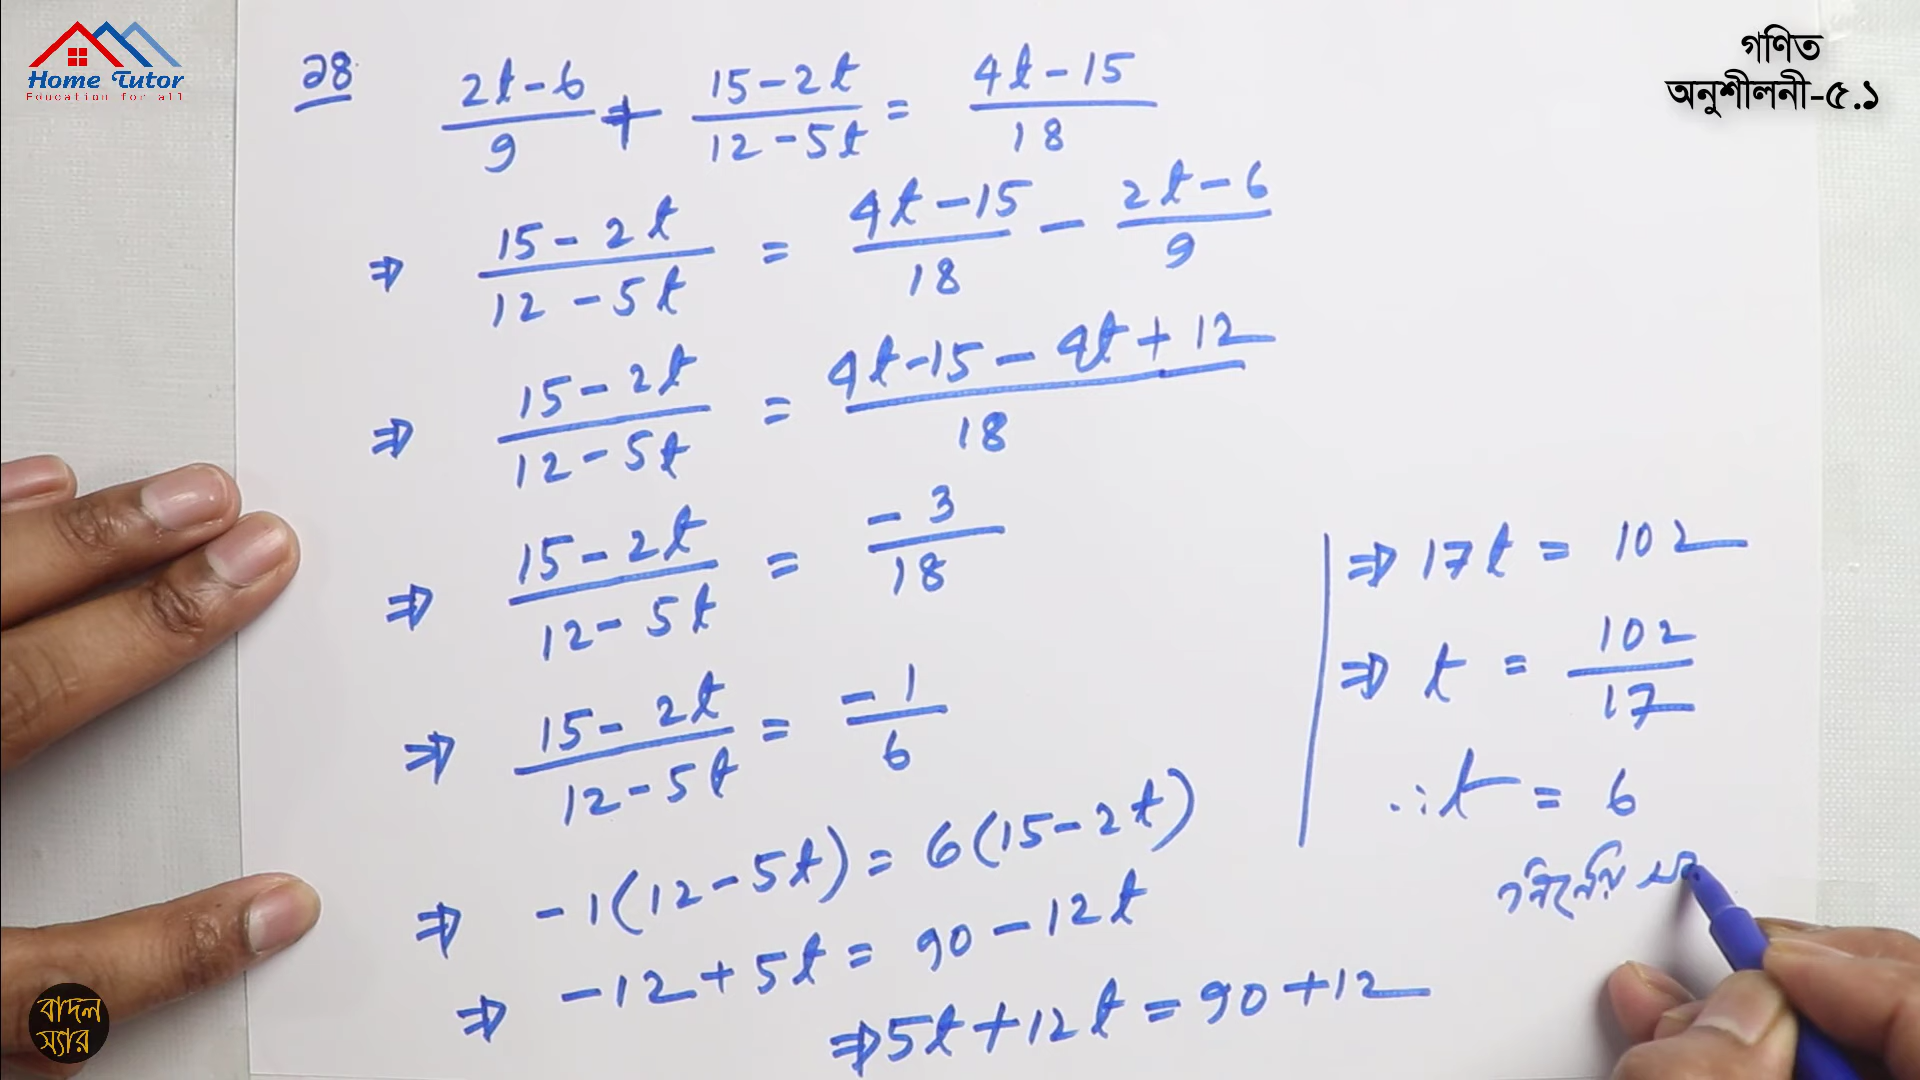 Home Tutor
Education for all
গণিত
অনুশীলনী-৫.১
১৪
2t-6/9 + 15-2t/12-5t = 4t-15/18
⇒ 15-2t/12-5t = 4t-15/18 - 2t-6/9
⇒ 15-2t/12-5t = 4t-15-4t+12/18
⇒ 15-2t/12-5t = -3/18
⇒ 15-2t/12-5t = -1/6
⇒ -1(12-5t) = 6(15-2t)
⇒ -12+5t = 90-12t
⇒ 5t+12t = 90+12
⇒ 17t = 102
⇒ t = 102/17
∴ t = 6
বাদল
স্যার